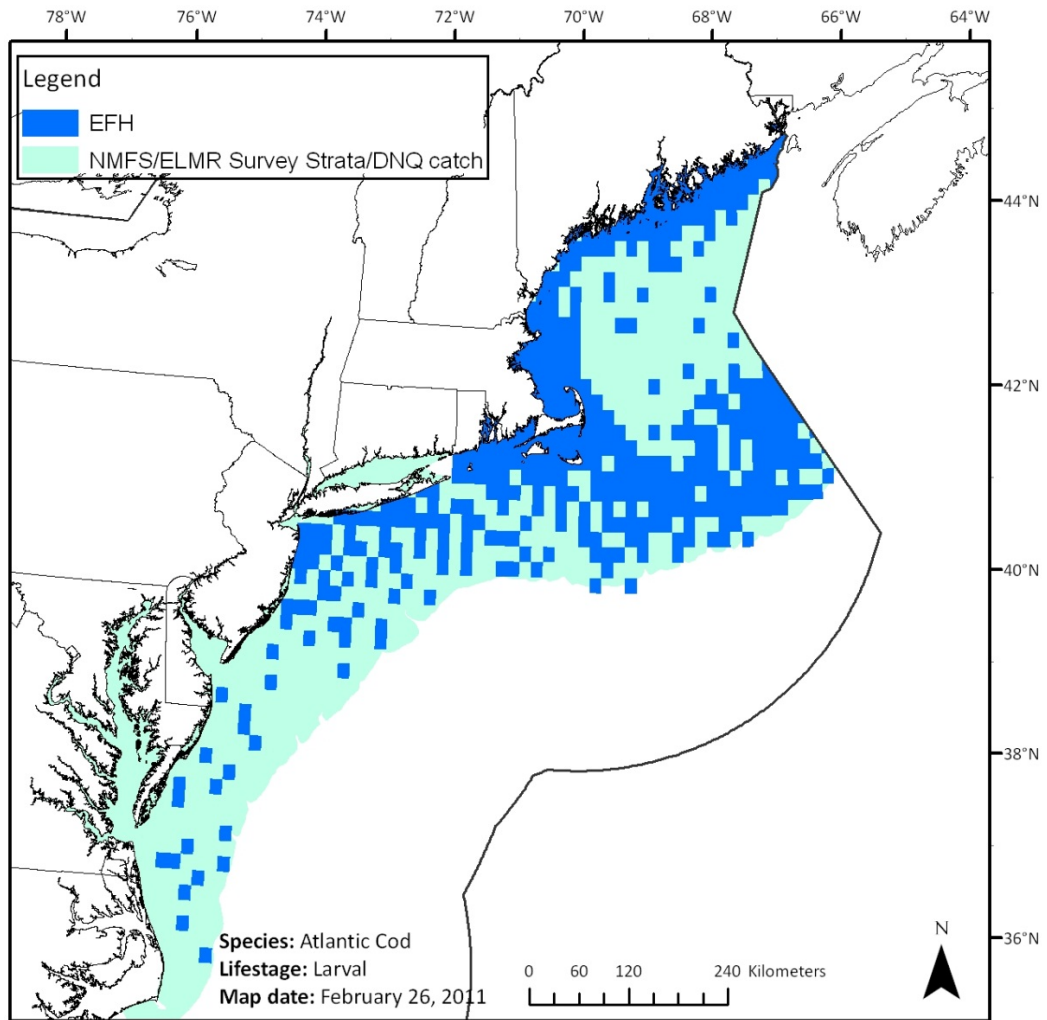 78°W 76°W 74°W 72°W 70°W 68°W 66°W 64°W
Legend
EFH
NMFS/ELMR Survey Strata/DNQ catch
44°N
42°N
40°N
38°N
36°N
N
Species: Atlantic Cod
Lifestage: Larval
Map date: February 26, 2011
0 60 120 240 Kilometers